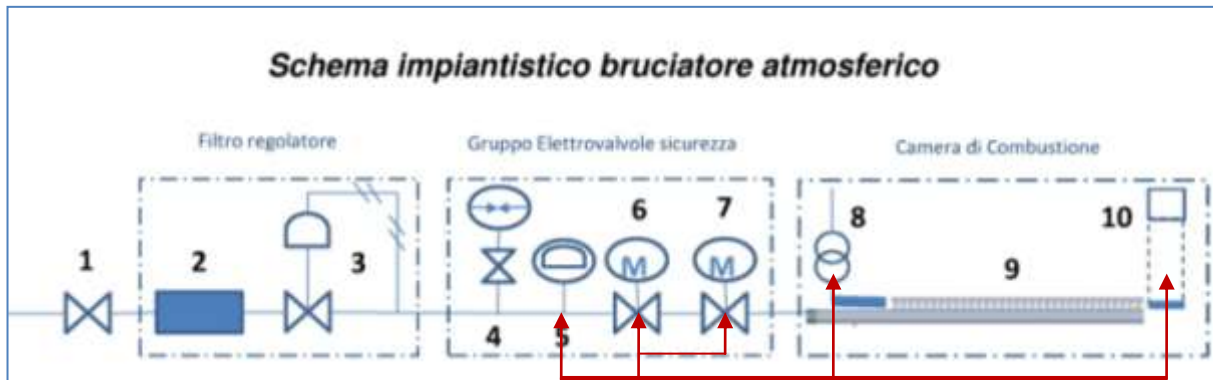 Schema impiantistico bruciatore atmosferico
Filtro regolatore
Gruppo Elettrovalvole sicurezza
Camera di Combustione
1
2
3
4
5
6
M
7
M
8
9
10